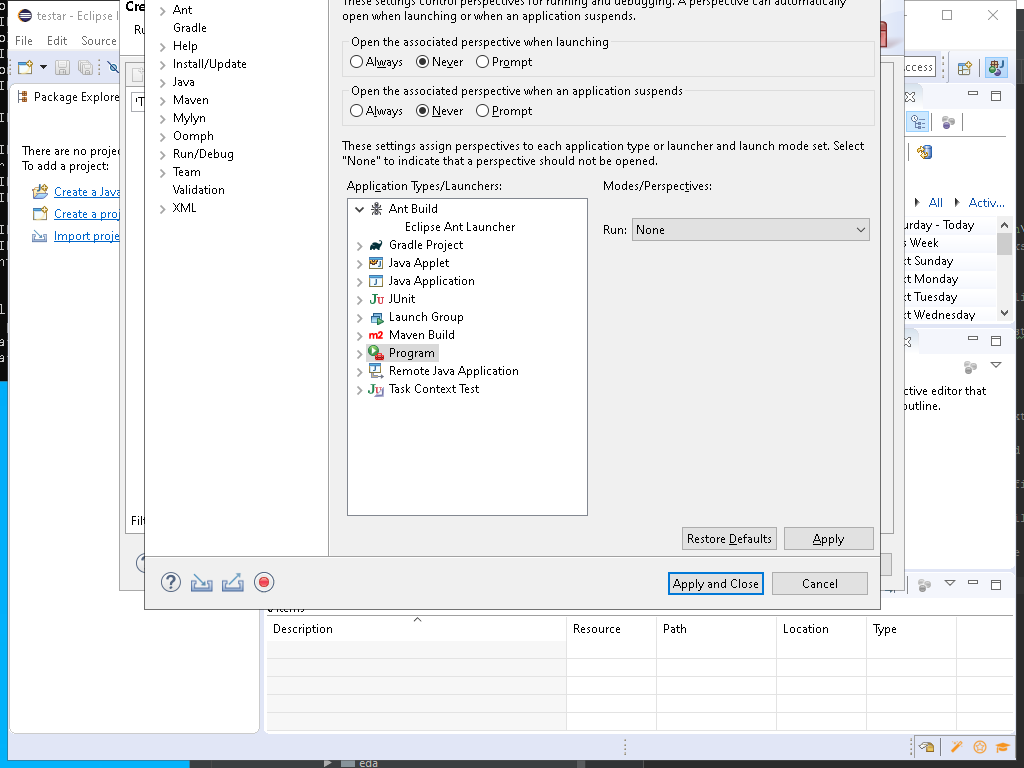 testar - Eclipse I
Cre
File Edit Source
Ru
These settings control perspectives for running and debugging. A perspective can automatically
open when launching or when an application suspends.
Ant
Gradle
Help
Install/Update
Java
Maven
Mylyn
Oomph
Run/Debug
Team
Validation
XML
Open the associated perspective when launching
Always Never Prompt
Open the associated perspective when an application suspends
Always Never Prompt
These settings assign perspectives to each application type or launcher and launch mode set. Select
"None" to indicate that a perspective should not be opened.
Application Types/Launchers:
Modes/Perspectives:
Ant Build
Eclipse Ant Launcher
Gradle Project
Java Applet
Java Application
JUnit
Launch Group
Maven Build
Program
Remote Java Application
Task Context Test
Run: None
Restore Defaults
Apply
Apply and Close
Cancel
Package Explore
There are no projec
To add a project:
Create a Java
Create a proj
Import proje
Filt
ccess
All
Activ...
urday - Today
s Week
xt Sunday
xt Monday
xt Tuesday
xt Wednesday
ctive editor that
outline.
Description Resource Path Location Type
eda